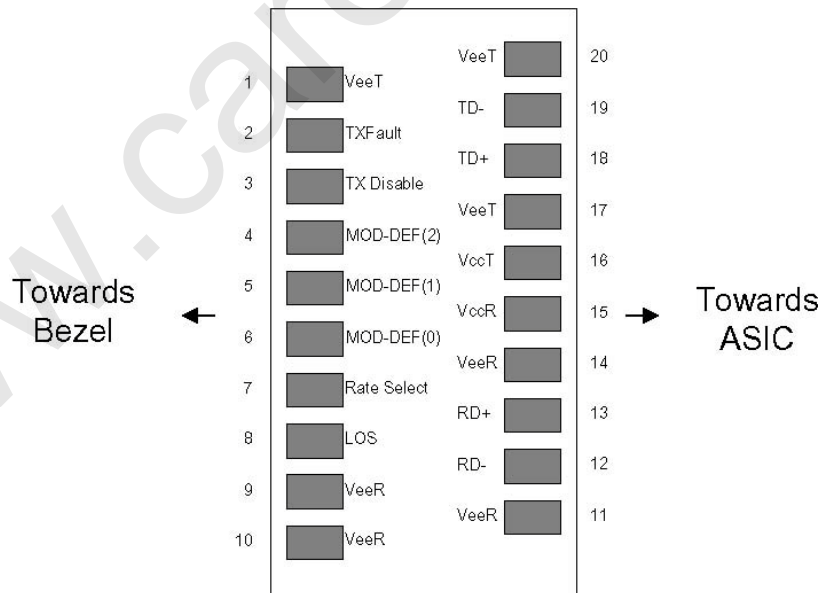 1 VeeT
2 TXFault
3 TX Disable
4 MOD-DEF(2)
5 MOD-DEF(1)
6 MOD-DEF(0)
7 Rate Select
8 LOS
9 VeeR
10 VeeR
VeeT 20
TD- 19
TD+ 18
VeeT 17
VccT 16
VccR 15
VeeR 14
RD+ 13
RD- 12
VeeR 11
Towards
Bezel
Towards
ASIC